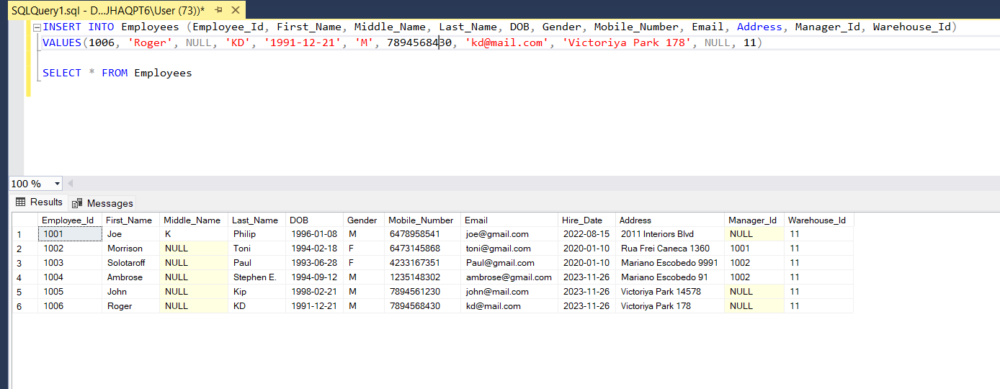 SQLQuery1.sql - D...JHAQPT6\User (73))*
INSERT INTO Employees (Employee_Id, First_Name, Middle_Name, Last_Name, DOB, Gender, Mobile_Number, Email, Address, Manager_Id, Warehouse_Id)
VALUES(1006, 'Roger', NULL, 'KD', '1991-12-21', 'M', 7894568430, 'kd@mail.com', 'Victoriya Park 178', NULL, 11)
SELECT * FROM Employees
100 %
Results Messages
Employee_Id First_Name Middle_Name Last_Name DOB Gender Mobile_Number Email Hire_Date Address Manager_Id Warehouse_Id
1 1001 Joe K Philip 1996-01-08 M 6478958541 joe@gmail.com 2022-08-15 2011 Interiors Blvd NULL 11
2 1002 Morrison NULL Toni 1994-02-18 F 6473145868 toni@gmail.com 2020-01-10 Rua Frei Caneca 1360 1001 11
3 1003 Solotaroff NULL Paul 1993-06-28 F 4233167351 Paul@gmail.com 2020-01-10 Mariano Escobedo 9991 1002 11
4 1004 Ambrose NULL Stephen E. 1994-09-12 M 1235148302 ambrose@gmail.com 2023-11-26 Mariano Escobedo 91 1002 11
5 1005 John NULL Kip 1998-02-21 M 7894561230 john@mail.com 2023-11-26 Victoriya Park 14578 NULL 11
6 1006 Roger NULL KD 1991-12-21 M 7894568430 kd@mail.com 2023-11-26 Victoriya Park 178 NULL 11